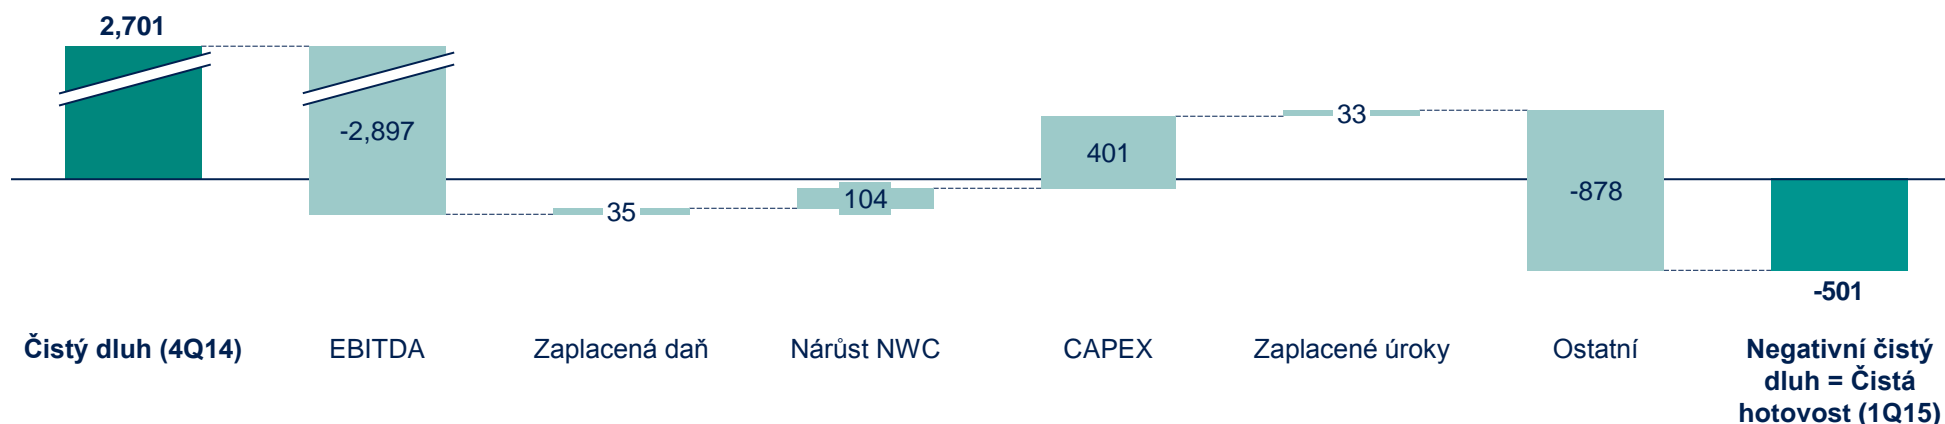 2,701
-2,897
35
104
401
33
-878
-501
Čistý dluh (4Q14)
EBITDA
Zaplacená daň
Nárůst NWC
CAPEX
Zaplacené úroky
Ostatní
Negativní čistý
dluh = Čistá
hotovost (1Q15)